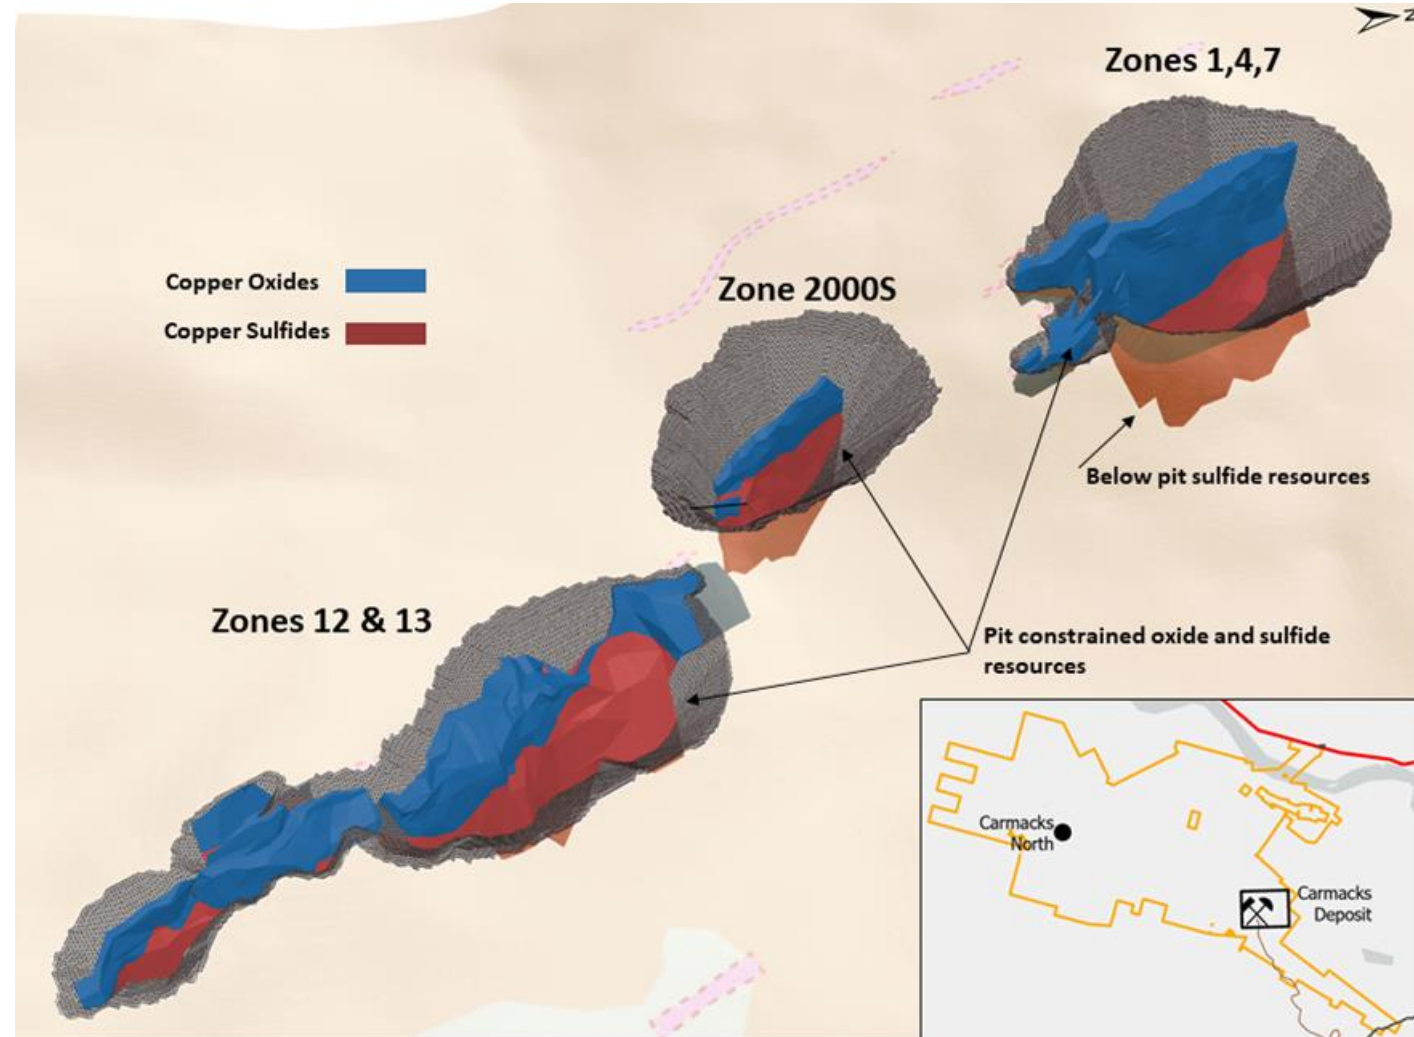 Z
Zones 1,4,7
Zone 2000S
Copper Oxides
Copper Sulfides
Below pit sulfide resources
Zones 12 & 13
Pit constrained oxide and sulfide
resources
Carmacks
North
Carmacks
Deposit